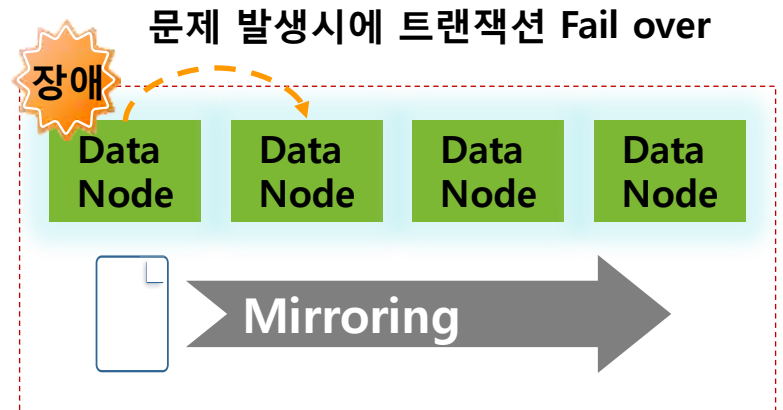 문제 발생시에 트랜잭션 Fail over
장애
Data
Node
Data
Node
Data
Node
Data
Node
Mirroring